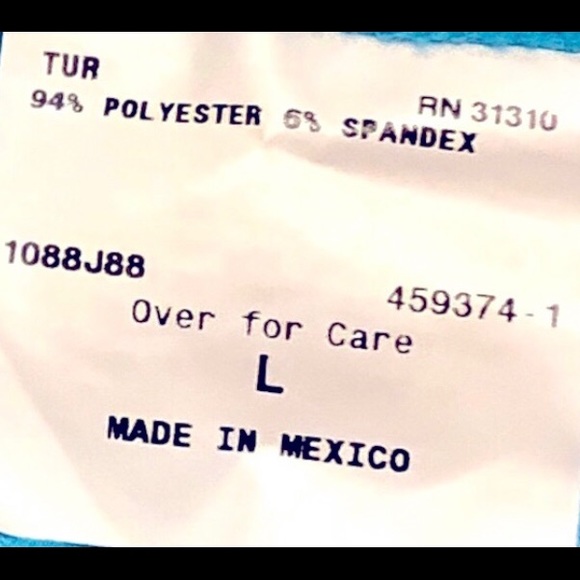 TUR
RN 31310
94% POLYESTER 6% SPANDEX
1088J88
459374-1
Over for Care
L
MADE IN MEXICO